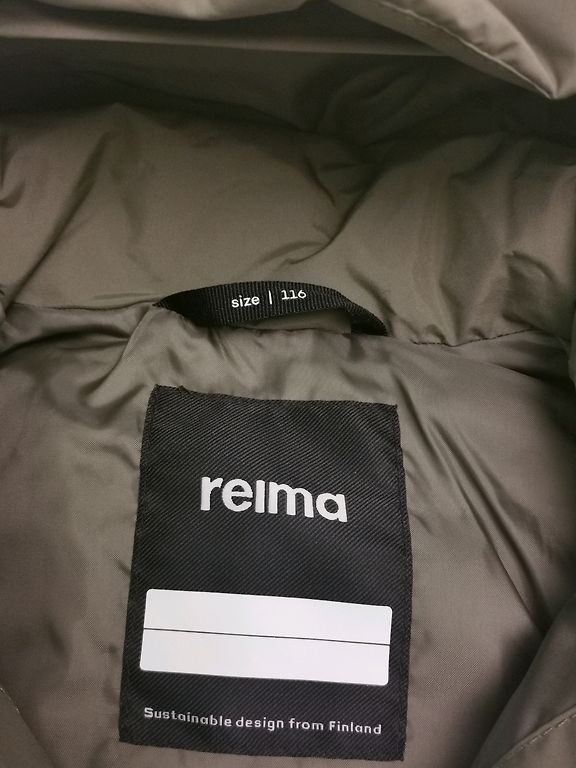 size | 116
reima
Sustainable design from Finland